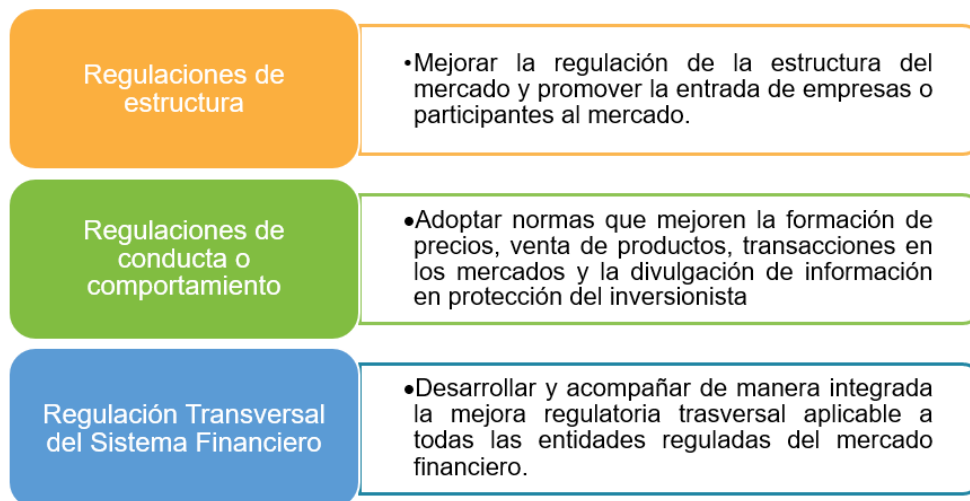 Regulaciones de
estructura
•Mejorar la regulación de la estructura del
mercado y promover la entrada de empresas o
participantes al mercado.
Regulaciones de
conducta o
comportamiento
•Adoptar normas que mejoren la formación de
precios, venta de productos, transacciones en
los mercados y la divulgación de información
en protección del inversionista
Regulación Transversal
del Sistema Financiero
•Desarrollar y acompañar de manera integrada
la mejora regulatoria trasversal aplicable a
todas las entidades reguladas del mercado
financiero.